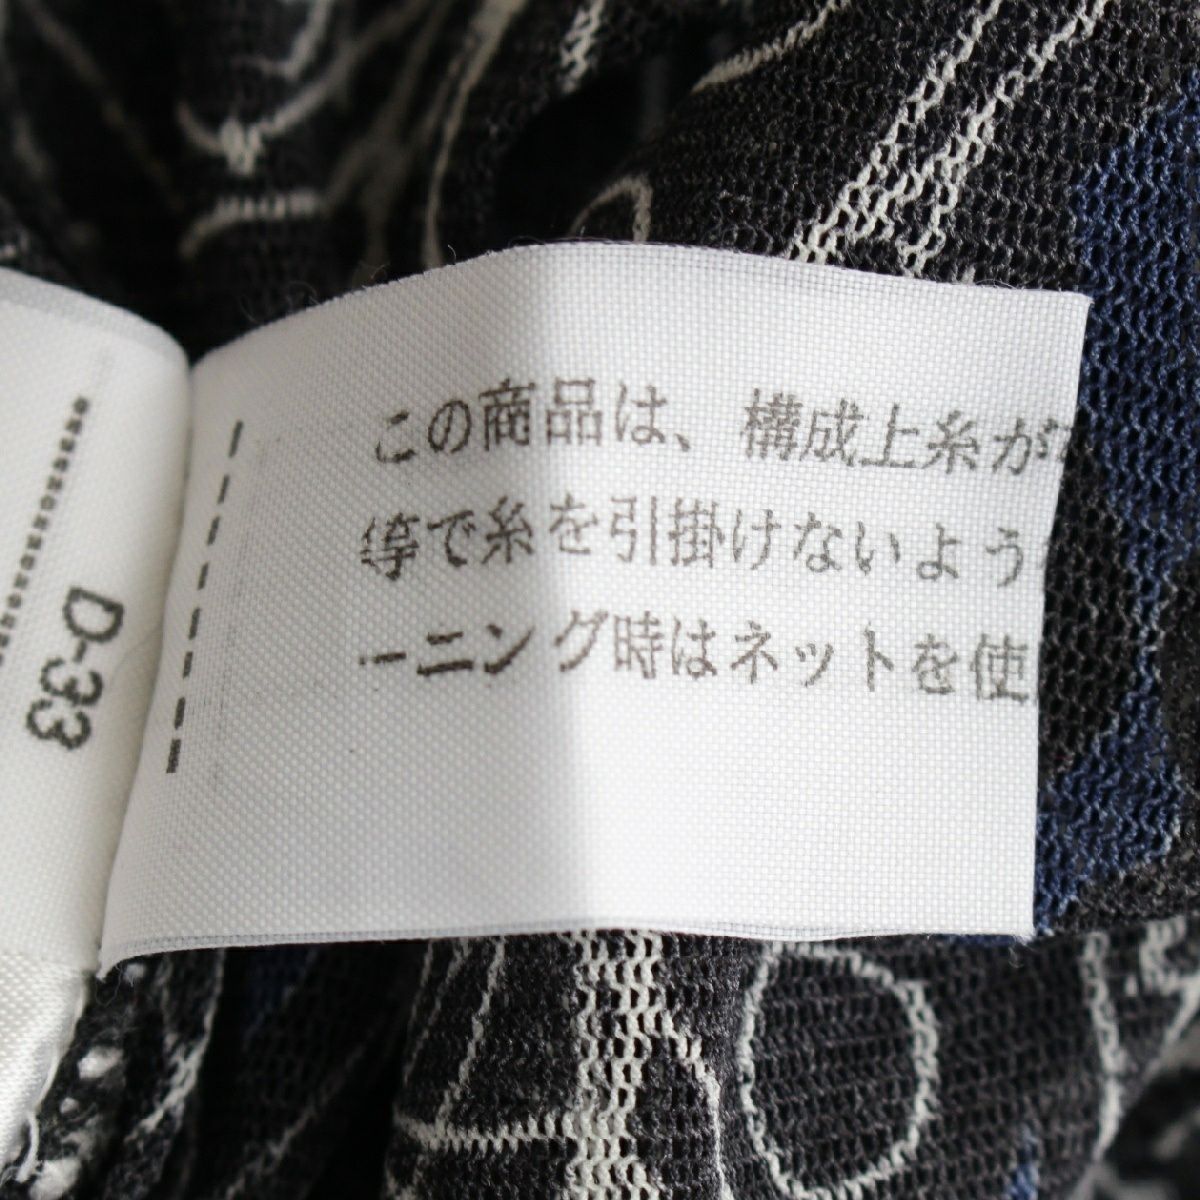 この商品は、構成上糸が
等で糸を引掛けないよう
ーニング時はネットを使
D-33